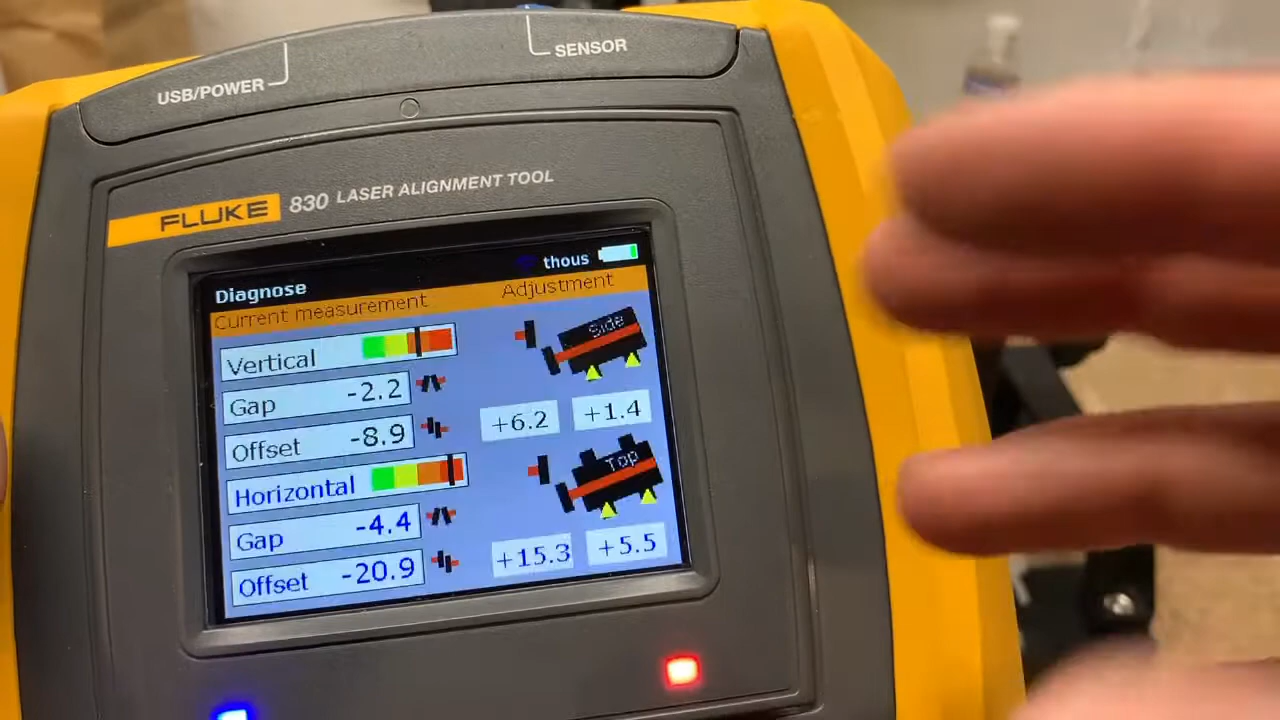 USB/POWER
SENSOR
FLUKE 830 LASER ALIGNMENT TOOL
thous
Diagnose
Current measurement
Adjustment
Vertical
Side
Gap -2.2
Offset -8.9
+6.2 +1.4
Horizontal
Top
Gap -4.4
Offset -20.9
+15.3 +5.5